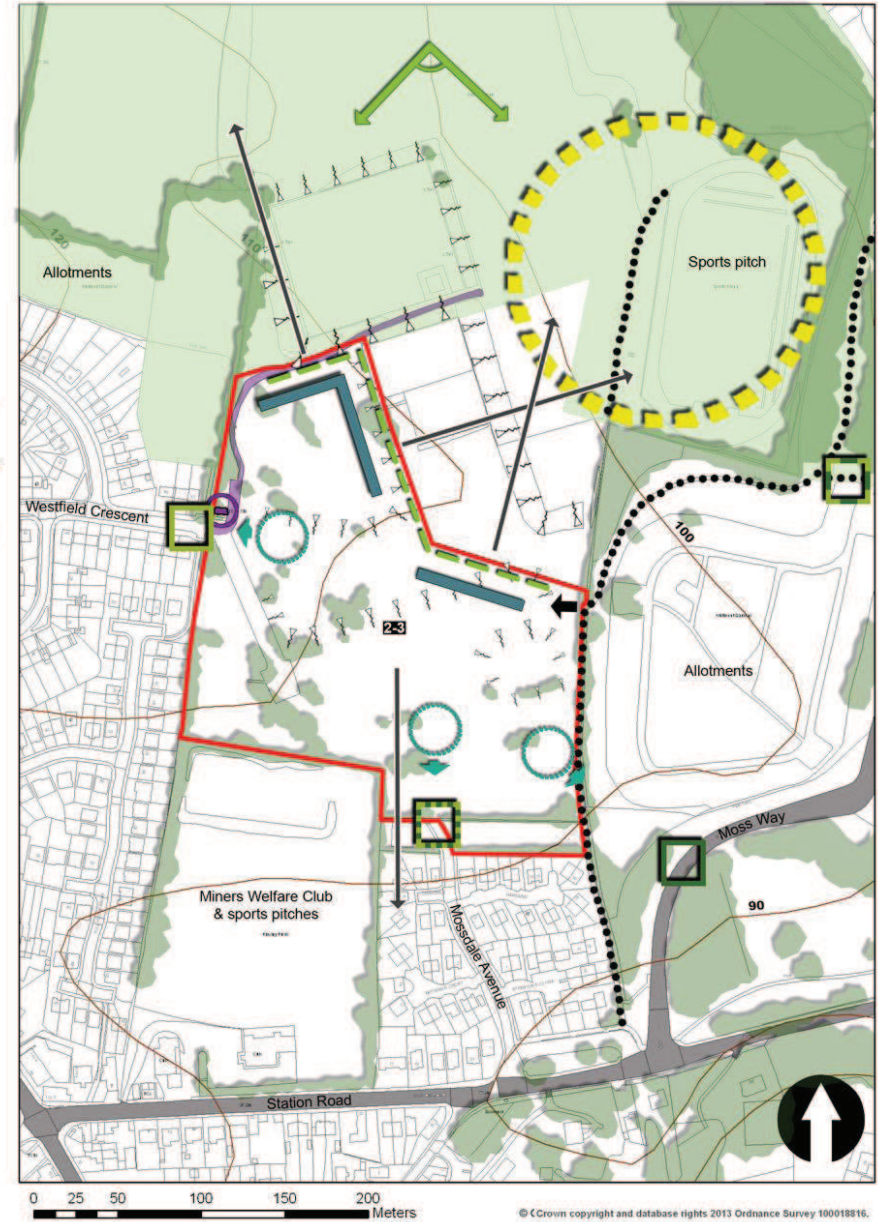 120
110
Allotments
Sports pitch
Westfield Crescent
100
2-3
Allotments
Moss Way
Miners Welfare Club
& sports pitches
90
Mossdale Avenue
Station Road
0 25 50 100 150 200
Meters
© (Crown copyright and database rights 2013 Ordnance Survey 100018816.